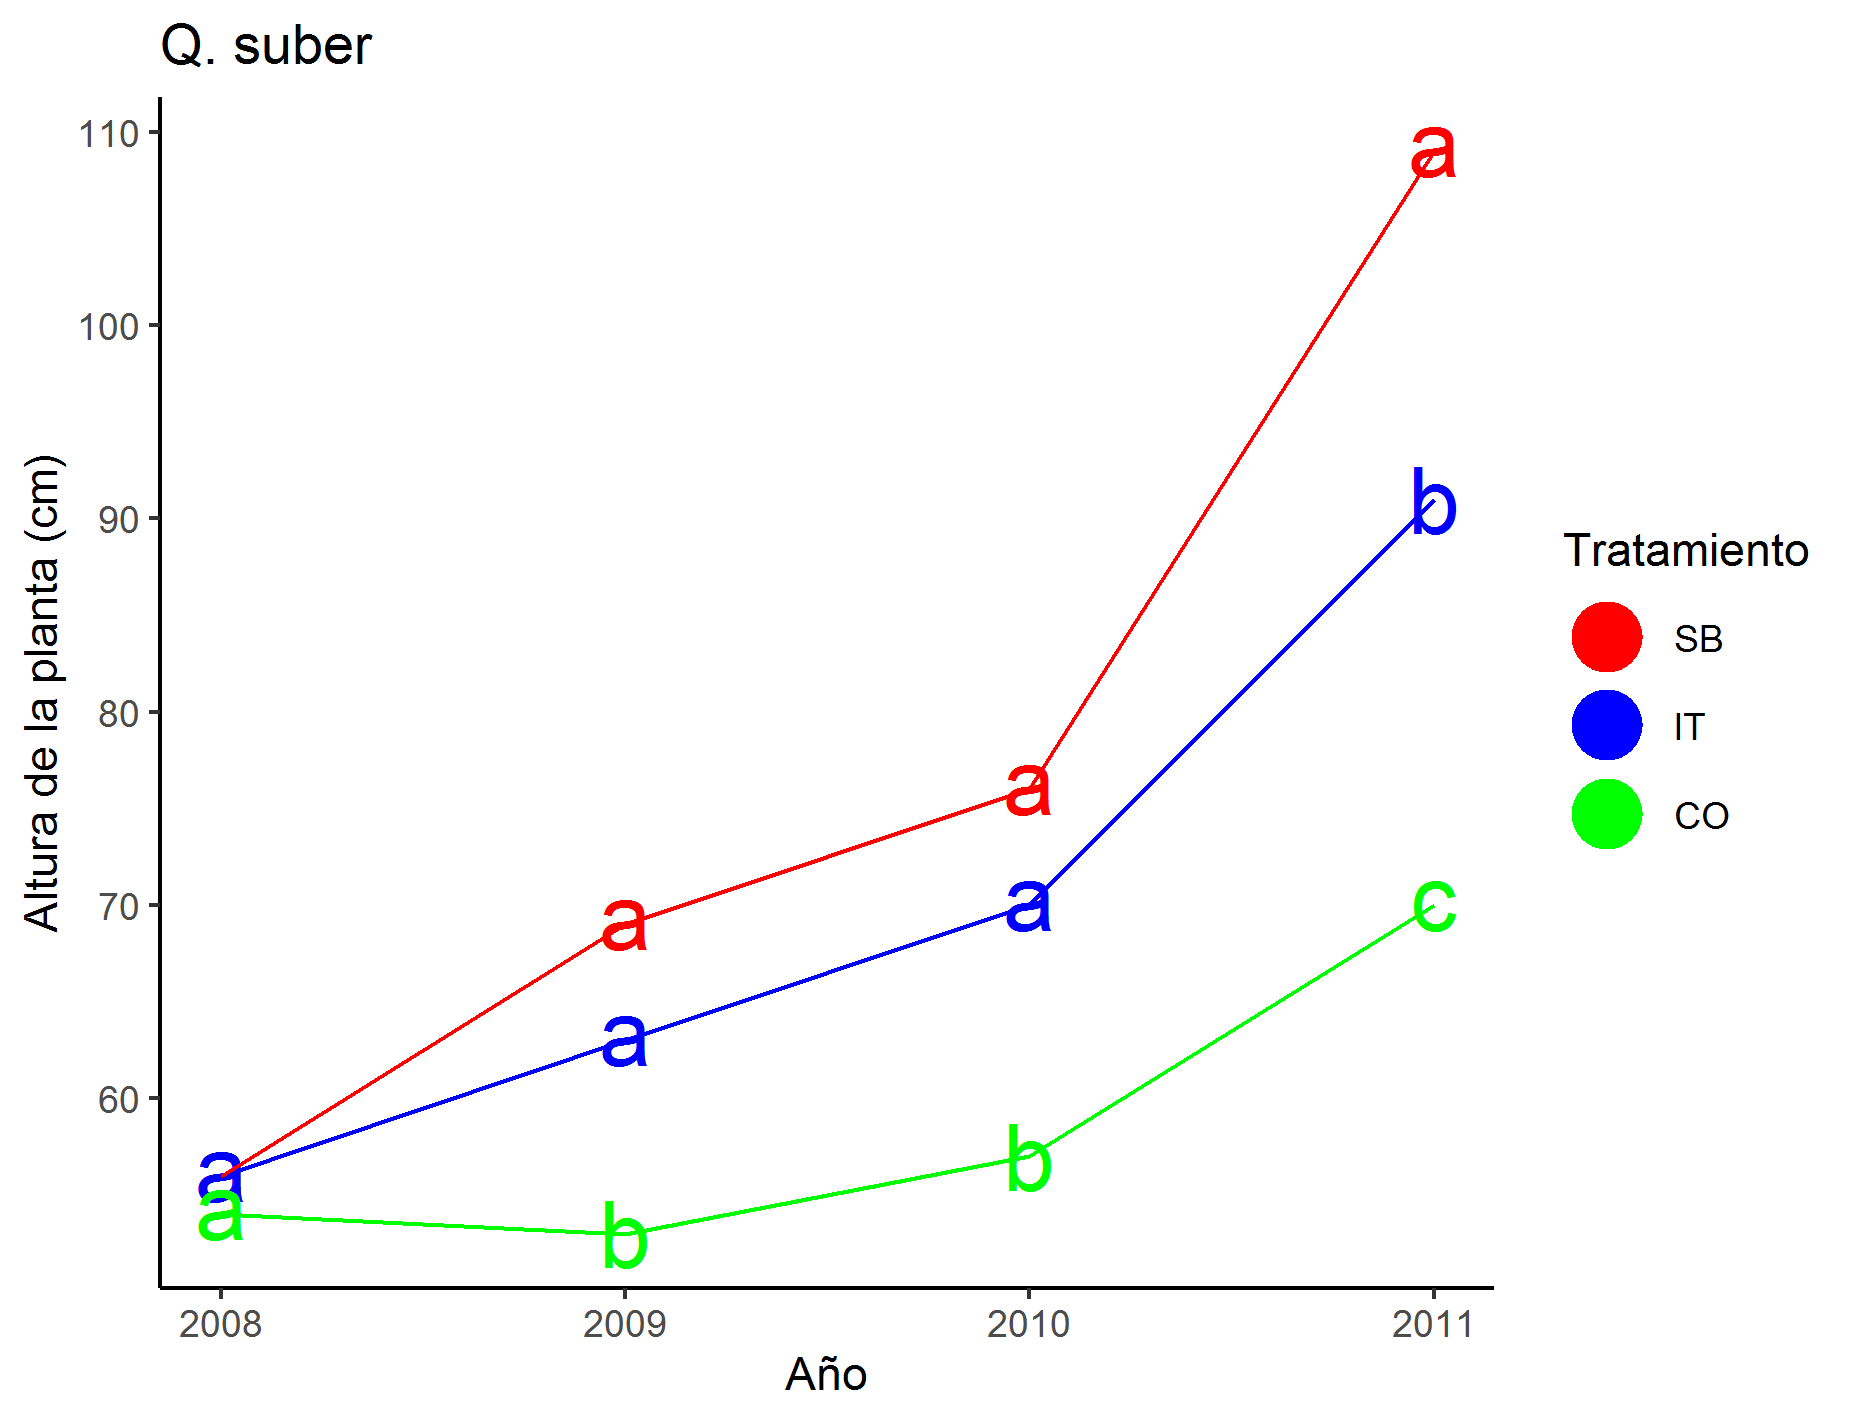 Q. suber
Altura de la planta (cm)
110
100
90
80
70
60
a
b
c
a
a
b
a
a
b
a
a
2008
2009
2010
2011
Año
Tratamiento
SB
IT
CO